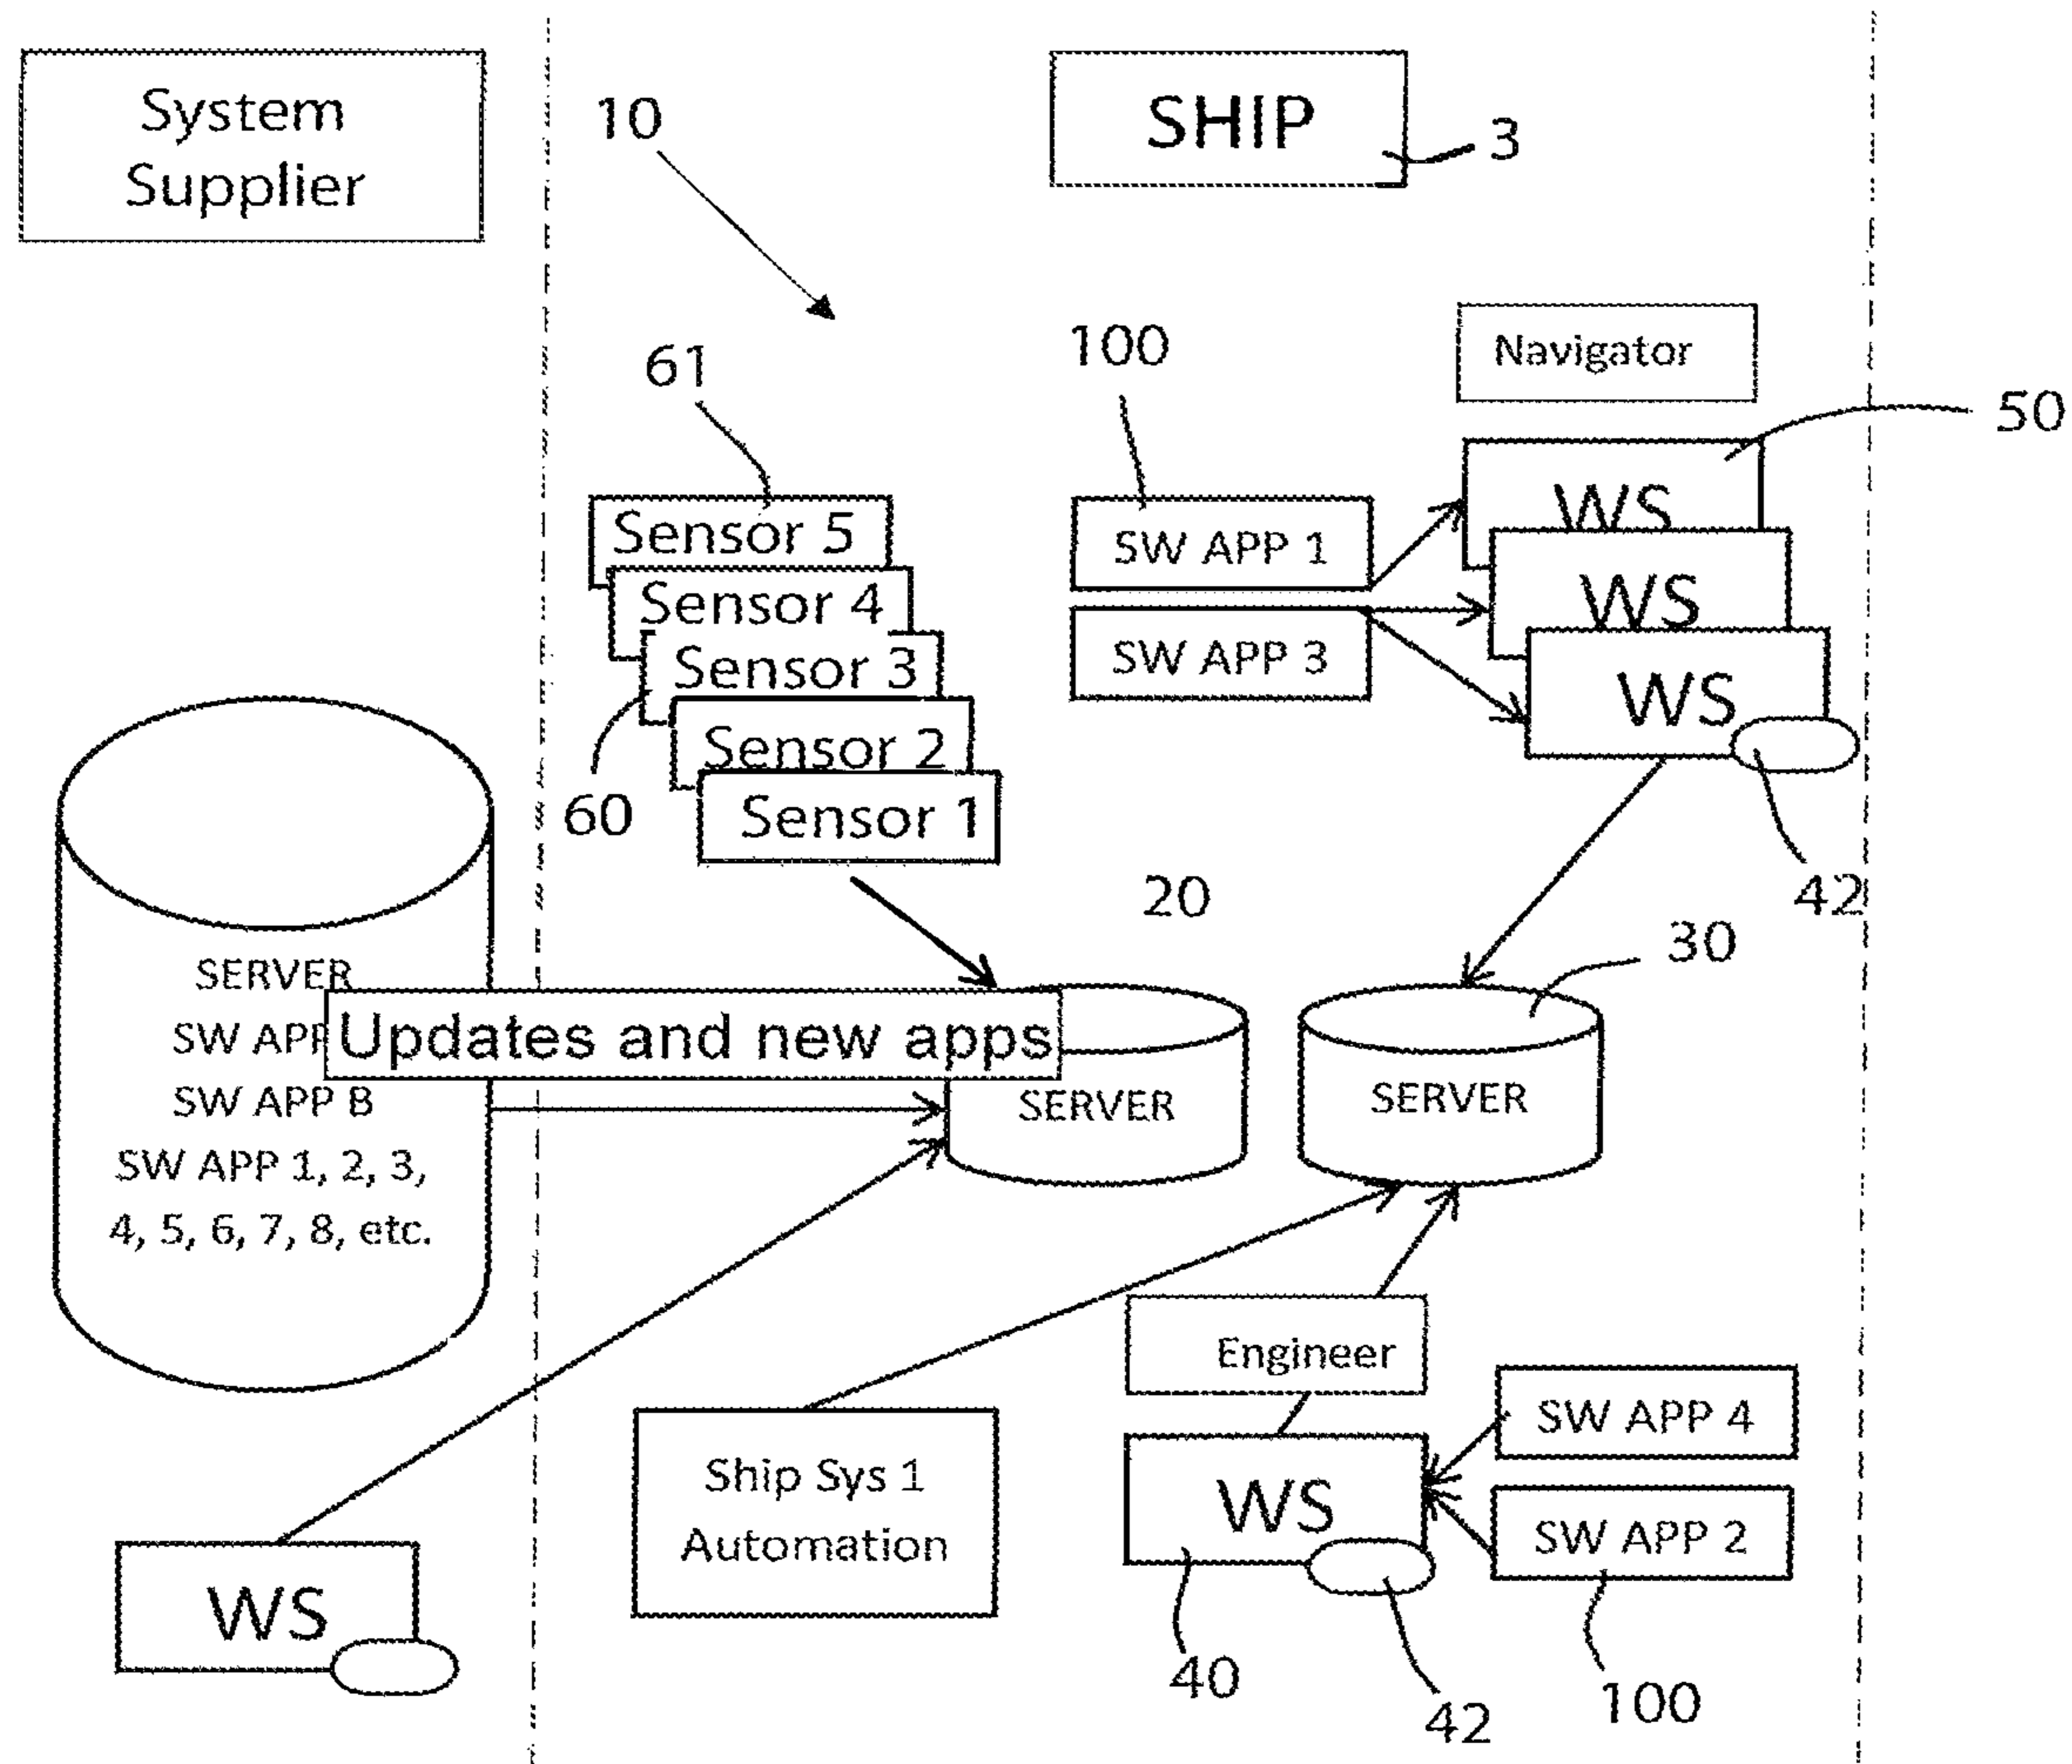 System
Supplier
10
SHIP
3
61
100
Navigator
50
Sensor 5
Sensor 4
Sensor 3
Sensor 2
Sensor 1
60
SW APP 1
SW APP 3
WS
WS
WS
42
20
30
SERVER
SW APP
SW APP B
SW APP 1, 2, 3,
4, 5, 6, 7, 8, etc.
Updates and new apps
SERVER
SERVER
Engineer
WS
SW APP 4
SW APP 2
Ship Sys 1
Automation
WS
40
42
100